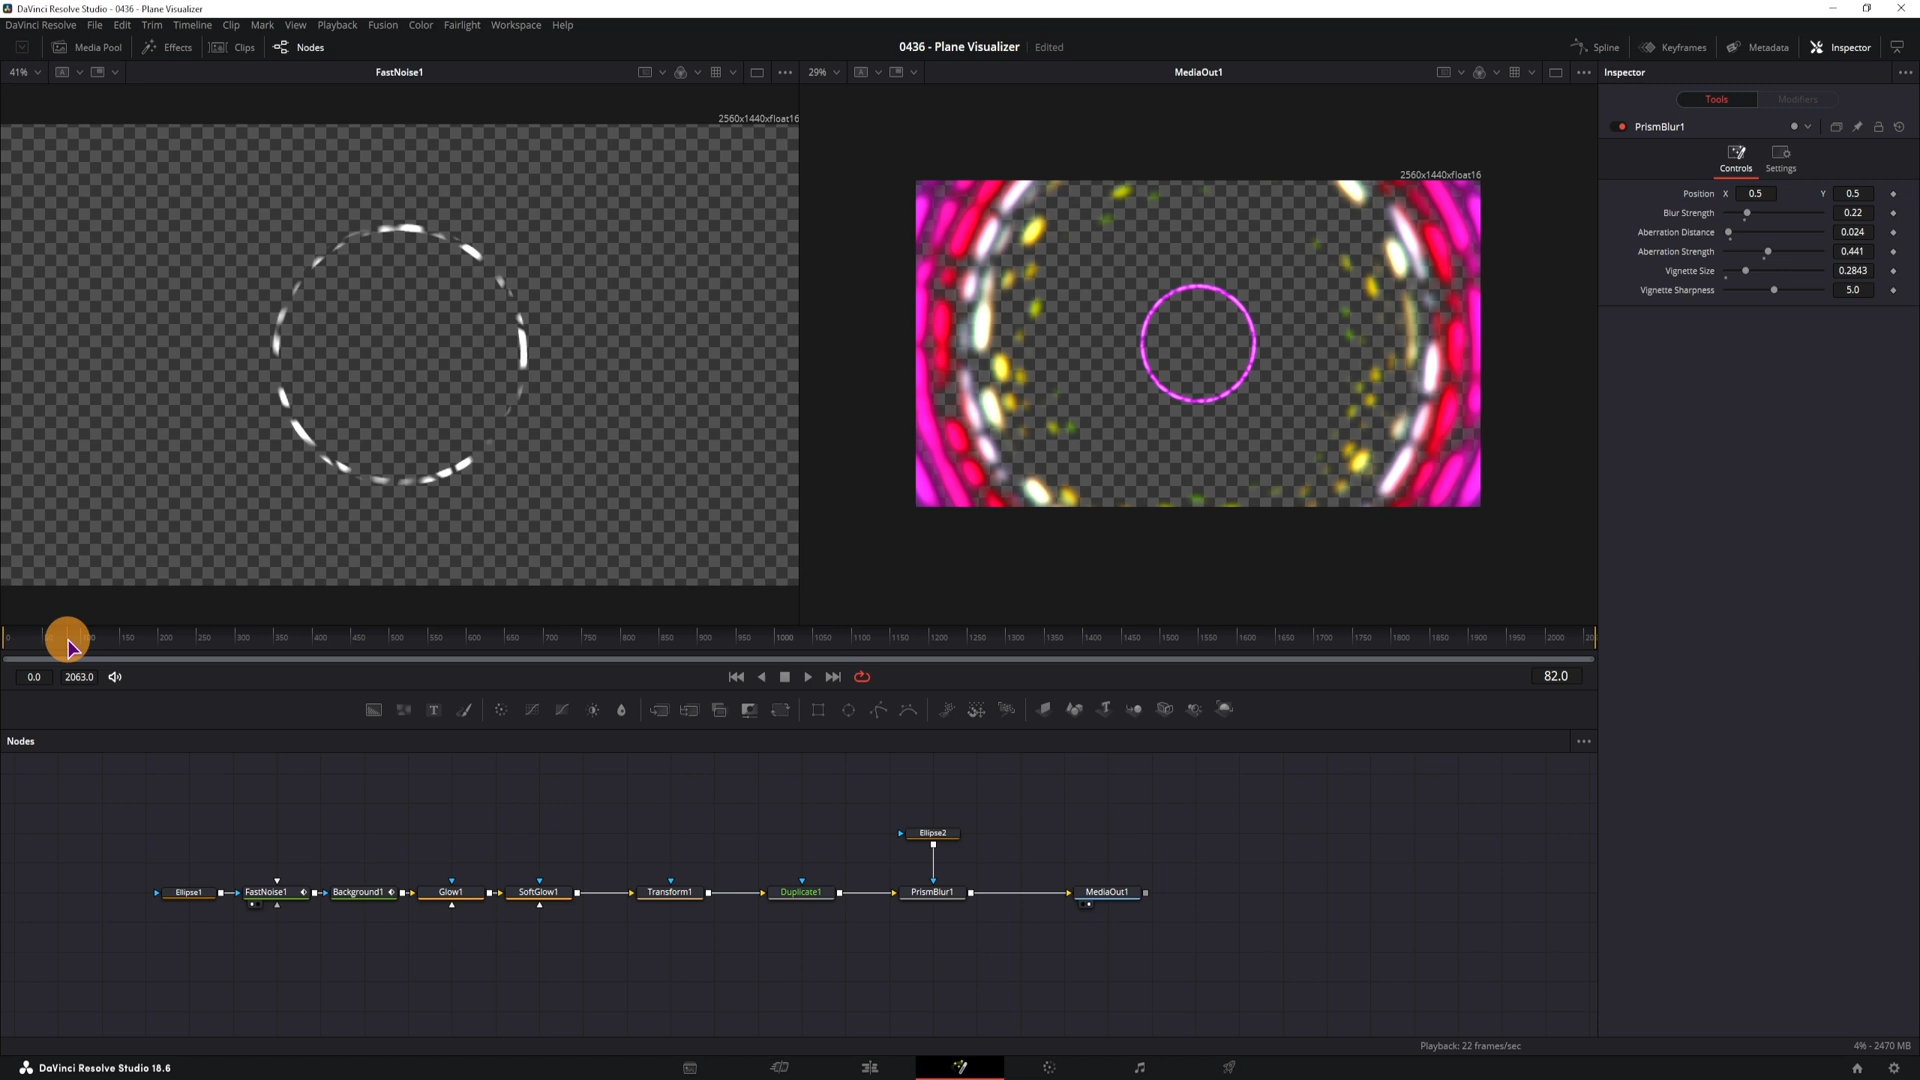 DaVinci Resolve Studio - 0436 - Plane Visualizer
DaVinci Resolve File Edit Trim Timeline Clip Mark View Playback Fusion Color Fairlight Workspace Help
Media Pool Effects Clips Nodes 0436 - Plane Visualizer Edited Spline Keyframes Metadata Inspector
41% FastNoise1 29% MediaOut1 Inspector
Tools Modifiers
2560x1440xfloat16
PrismBlur1
Controls Settings
2560x1440xfloat16
Position X 0.5 Y 0.5
Blur Strength 0.22
Aberration Distance 0.024
Aberration Strength 0.441
Vignette Size 0.2843
Vignette Sharpness 5.0
0 100 150 200 250 300 350 400 450 500 550 600 650 700 750 800 850 900 950 1000 1050 1100 1150 1200 1250 1300 1350 1400 1450 1500 1550 1600 1650 1700 1750 1800 1850 1900 1950 2000 20
0.0 2063.0 82.0
Nodes
Ellipse2
Ellipse1 FastNoise1 Background1 Glow1 SoftGlow1 Transform1 Duplicate1 PrismBlur1 MediaOut1
Playback: 22 frames/sec 4% - 2470 MB
DaVinci Resolve Studio 18.6